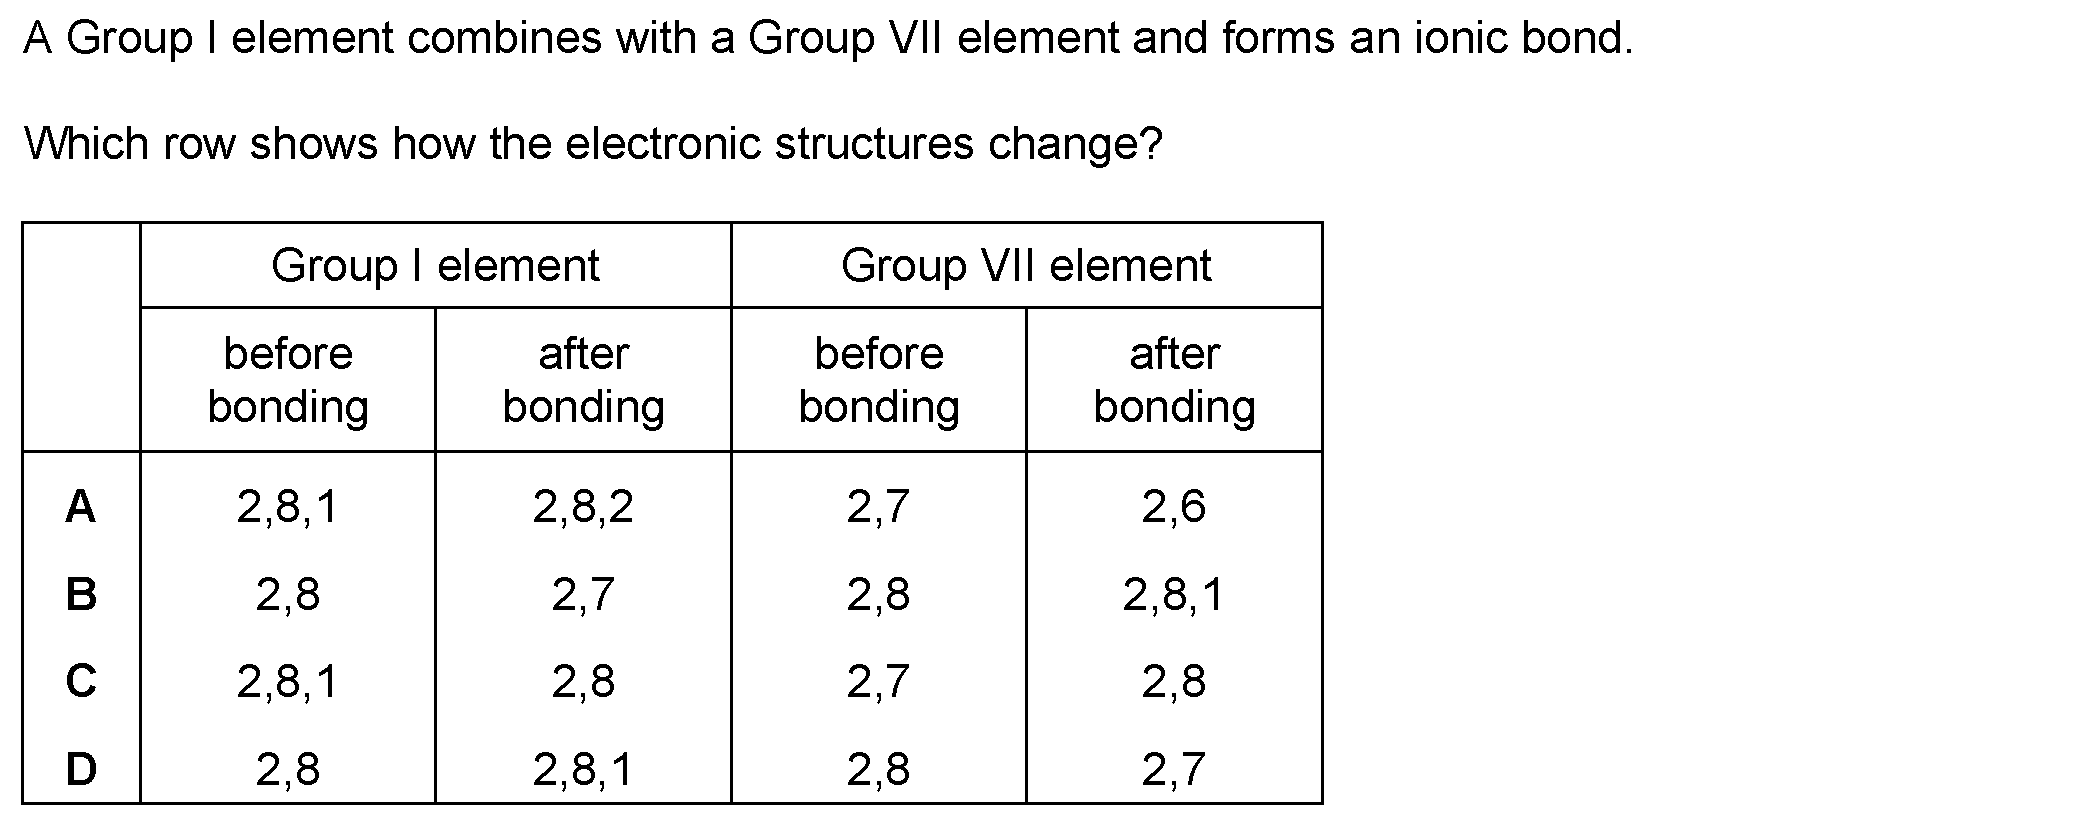 A Group I element combines with a Group VII element and forms an ionic bond.
Which row shows how the electronic structures change?
Group I element Group VII element
before bonding after bonding before bonding after bonding
A 2,8,1 2,8,2 2,7 2,6
B 2,8 2,7 2,8 2,8,1
C 2,8,1 2,8 2,7 2,8
D 2,8 2,8,1 2,8 2,7